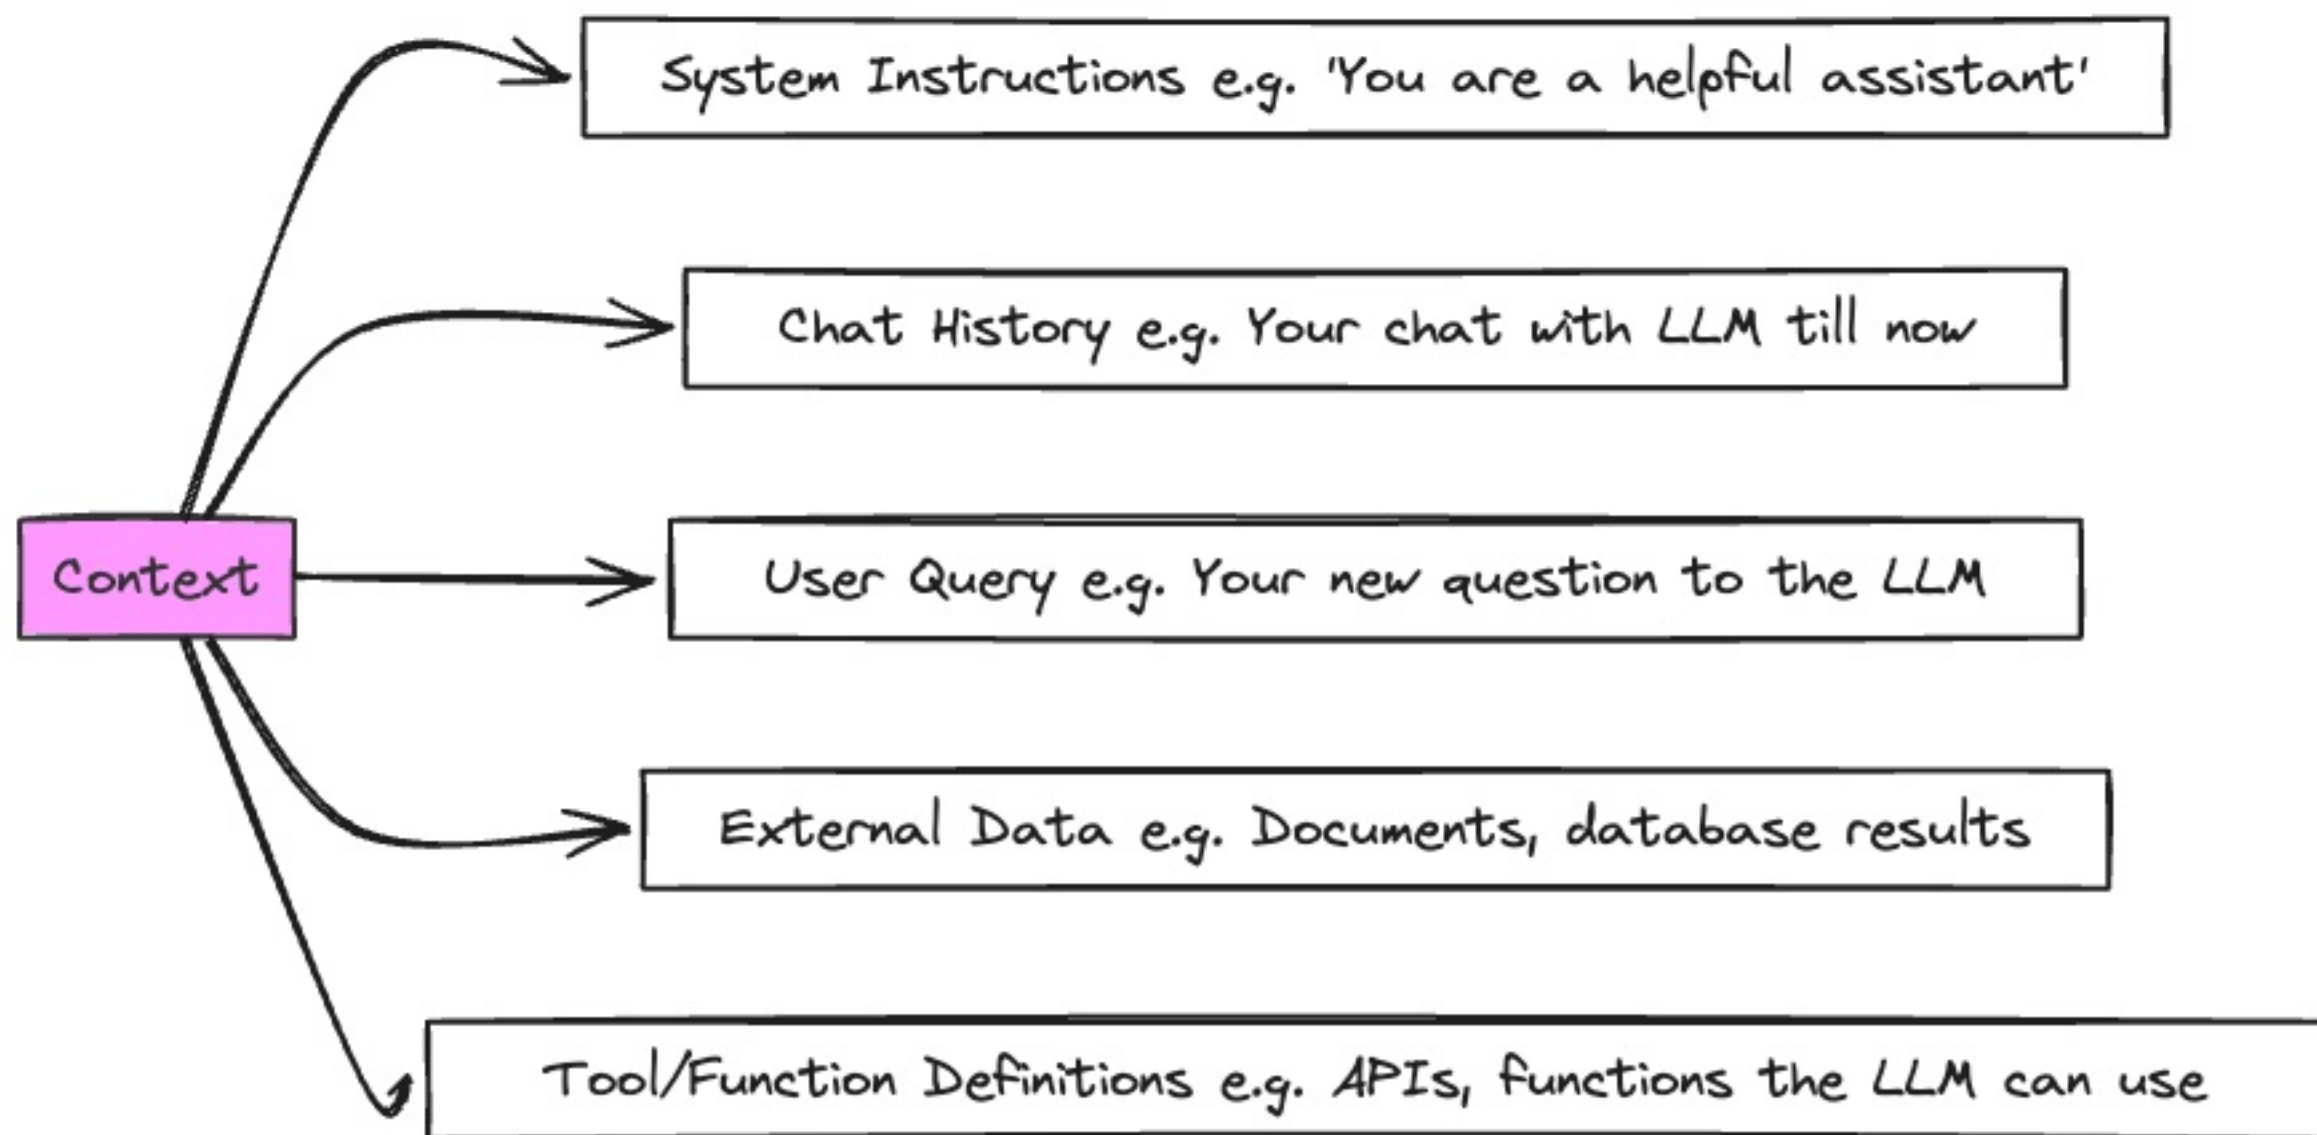 System Instructions e.g. 'You are a helpful assistant'
Chat History e.g. Your chat with LLM till now
Context
User Query e.g. Your new question to the LLM
External Data e.g. Documents, database results
Tool/Function Definitions e.g. APIs, functions the LLM can use